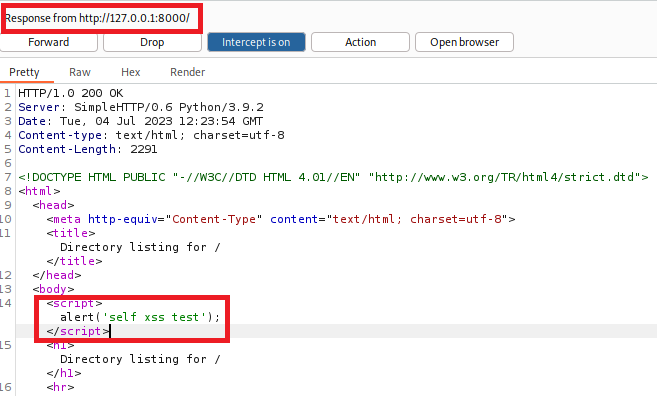 Response from http://127.0.0.1:8000/
Forward Drop Intercept is on Action Open browser
Pretty Raw Hex Render
1 HTTP/1.0 200 OK
2 Server: SimpleHTTP/0.6 Python/3.9.2
3 Date: Tue, 04 Jul 2023 12:23:54 GMT
4 Content-type: text/html; charset=utf-8
5 Content-Length: 2291
6
7 <!DOCTYPE HTML PUBLIC "-//W3C//DTD HTML 4.01//EN" "http://www.w3.org/TR/html4/strict.dtd">
8 <html>
9 <head>
10 <meta http-equiv="Content-Type" content="text/html; charset=utf-8">
11 <title>
Directory listing for /
</title>
12 </head>
13 <body>
14 <script>
alert('self xss test');
</script>
15 <h1>
Directory listing for /
</h1>
16 <hr>